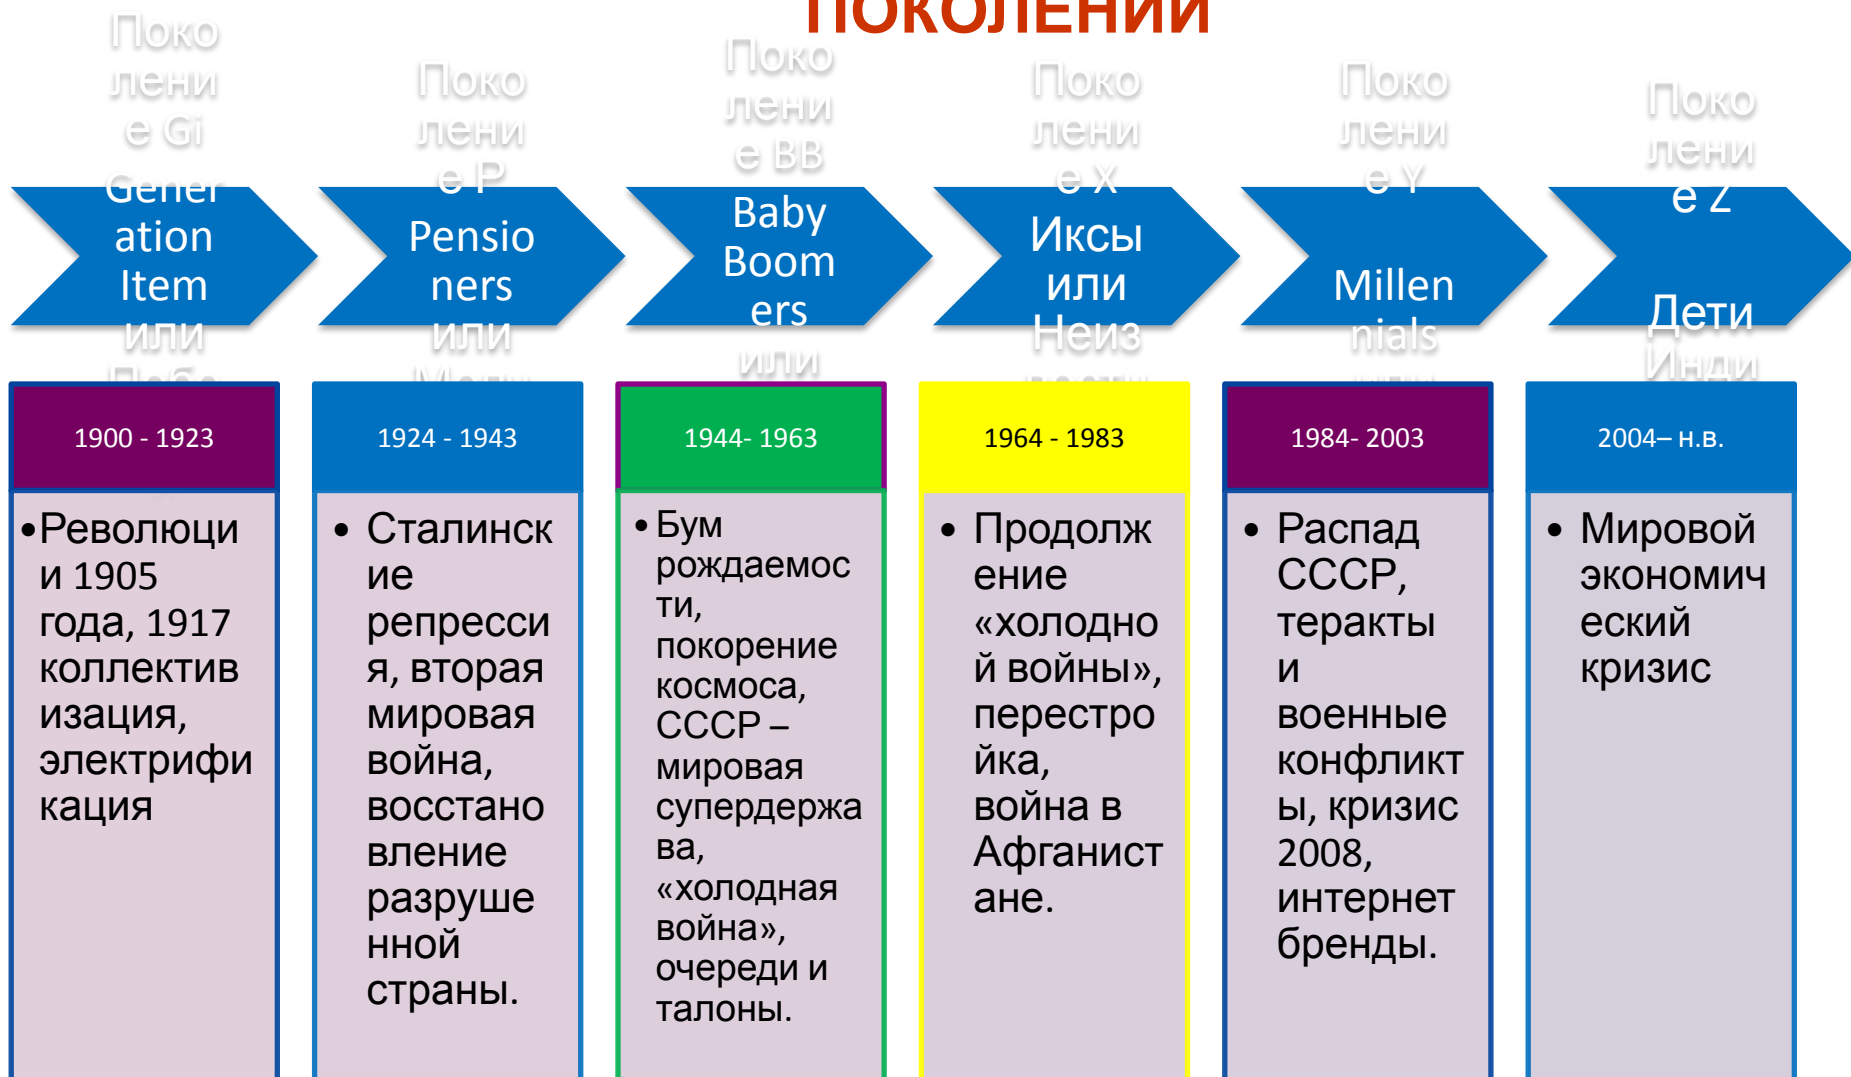 ПОКОЛЕНИЙ
Поко
лени
е Gi
Gener
ation
Item
или
Поко
лени
е P
Pensio
ners
или
Поко
лени
е BB
Baby
Boom
ers
или
Поко
лени
е X
Иксы
или
Неиз
Поко
лени
е Y
Millen
nials
или
Поко
лени
е Z
Дети
Инди
1900 - 1923
1924 - 1943
1944- 1963
1964 - 1983
1984- 2003
2004– н.в.
•Революци
и 1905
года, 1917
коллектив
изация,
электрифи
кация
• Сталинск
ие
репресси
я, вторая
мировая
война,
восстано
вление
разруше
нной
страны.
• Бум
рождаемос
ти,
покорение
космоса,
СССР –
мировая
супердержа
ва,
«холодная
война»,
очереди и
талоны.
• Продолж
ение
«холодно
й войны»,
перестро
йка,
война в
Афганист
ане.
• Распад
СССР,
теракты
и
военные
конфликт
ы, кризис
2008,
интернет
бренды.
• Мировой
экономич
еский
кризис